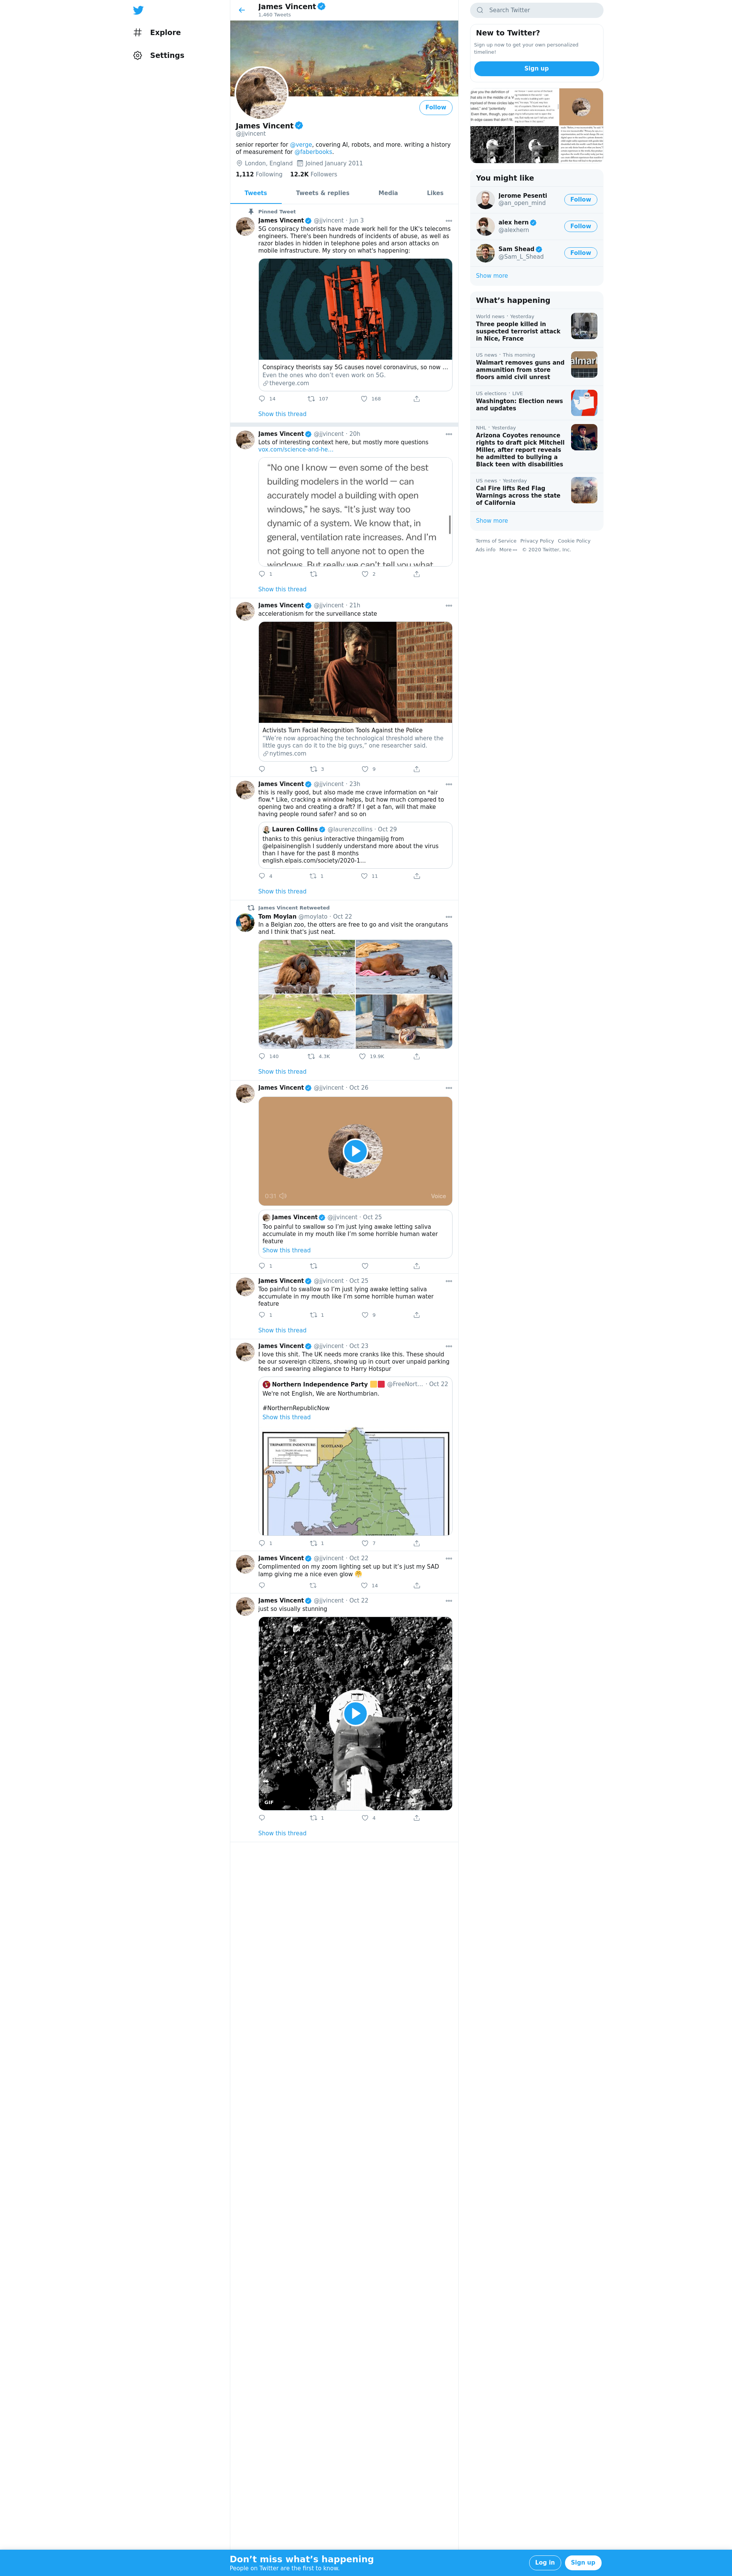 Explore
Settings
James Vincent
1,460 Tweets
Follow
James Vincent
@jjvincent
senior reporter for @verge, covering AI, robots, and more. writing a history
of measurement for @faberbooks.
London, England Joined January 2011
1,112 Following 12.2K Followers
Tweets Tweets & replies Media Likes
Pinned Tweet
James Vincent @jjvincent · Jun 3
5G conspiracy theorists have made work hell for the UK's telecoms
engineers. There's been hundreds of incidents of abuse, as well as
razor blades in hidden in telephone poles and arson attacks on
mobile infrastructure. My story on what's happening:
Conspiracy theorists say 5G causes novel coronavirus, so now ...
Even the ones who don't even work on 5G.
theverge.com
14 107 168
Show this thread
James Vincent @jjvincent · 20h
Lots of interesting context here, but mostly more questions
vox.com/science-and-he...
“No one I know — even some of the best
building modelers in the world — can
accurately model a building with open
windows,” he says. “It’s just way too
dynamic of a system. We know that, in
general, ventilation rate increases. And I’m
not going to tell anyone not to open the
windows. But really we can’t tell you what
1 2
Show this thread
James Vincent @jjvincent · 21h
accelerationism for the surveillance state
Activists Turn Facial Recognition Tools Against the Police
“We’re now approaching the technological threshold where the
little guys can do it to the big guys,” one researcher said.
nytimes.com
3 9
James Vincent @jjvincent · 23h
this is really good, but also made me crave information on *air
flow.* Like, cracking a window helps, but how much compared to
opening two and creating a draft? If I get a fan, will that make
having people round safer? and so on
Lauren Collins @laurenzcollins · Oct 29
thanks to this genius interactive thingamijig from
@elpaisinenglish I suddenly understand more about the virus
than I have for the past 8 months
english.elpais.com/society/2020-1...
4 1 11
Show this thread
James Vincent Retweeted
Tom Moylan @moylato · Oct 22
In a Belgian zoo, the otters are free to go and visit the orangutans
and I think that's just neat.
140 4.3K 19.9K
Show this thread
James Vincent @jjvincent · Oct 26
Voice
James Vincent @jjvincent · Oct 25
Too painful to swallow so I’m just lying awake letting saliva
accumulate in my mouth like I’m some horrible human water
feature
Show this thread
1
James Vincent @jjvincent · Oct 25
Too painful to swallow so I’m just lying awake letting saliva
accumulate in my mouth like I’m some horrible human water
feature
1 1 9
Show this thread
James Vincent @jjvincent · Oct 23
I love this shit. The UK needs more cranks like this. These should
be our sovereign citizens, showing up in court over unpaid parking
fees and swearing allegiance to Harry Hotspur
Northern Independence Party @FreeNort... · Oct 22
We're not English, We are Northumbrian.
#NorthernRepublicNow
Show this thread
THE
TRIPARTITE INDENTURE
SCOTLAND
IRELAND
1 1 7
James Vincent @jjvincent · Oct 22
Complimented on my zoom lighting set up but it’s just my SAD
lamp giving me a nice even glow 😁
14
James Vincent @jjvincent · Oct 22
just so visually stunning
GIF
1 4
Show this thread
Search Twitter
New to Twitter?
Sign up now to get your own personalized
timeline!
Sign up
You might like
Jerome Pesenti
@an_open_mind
Follow
alex hern
@alexhern
Follow
Sam Shead
@Sam_L_Shead
Follow
Show more
What’s happening
World news · Yesterday
Three people killed in
suspected terrorist attack
in Nice, France
US news · This morning
Walmart removes guns and
ammunition from store
floors amid civil unrest
US elections · LIVE
Washington: Election news
and updates
NHL · Yesterday
Arizona Coyotes renounce
rights to draft pick Mitchell
Miller, after report reveals
he admitted to bullying a
Black teen with disabilities
US news · Yesterday
Cal Fire lifts Red Flag
Warnings across the state
of California
Show more
Terms of Service Privacy Policy Cookie Policy
Ads info More ••• © 2020 Twitter, Inc.
Don’t miss what’s happening
People on Twitter are the first to know.
Log in Sign up